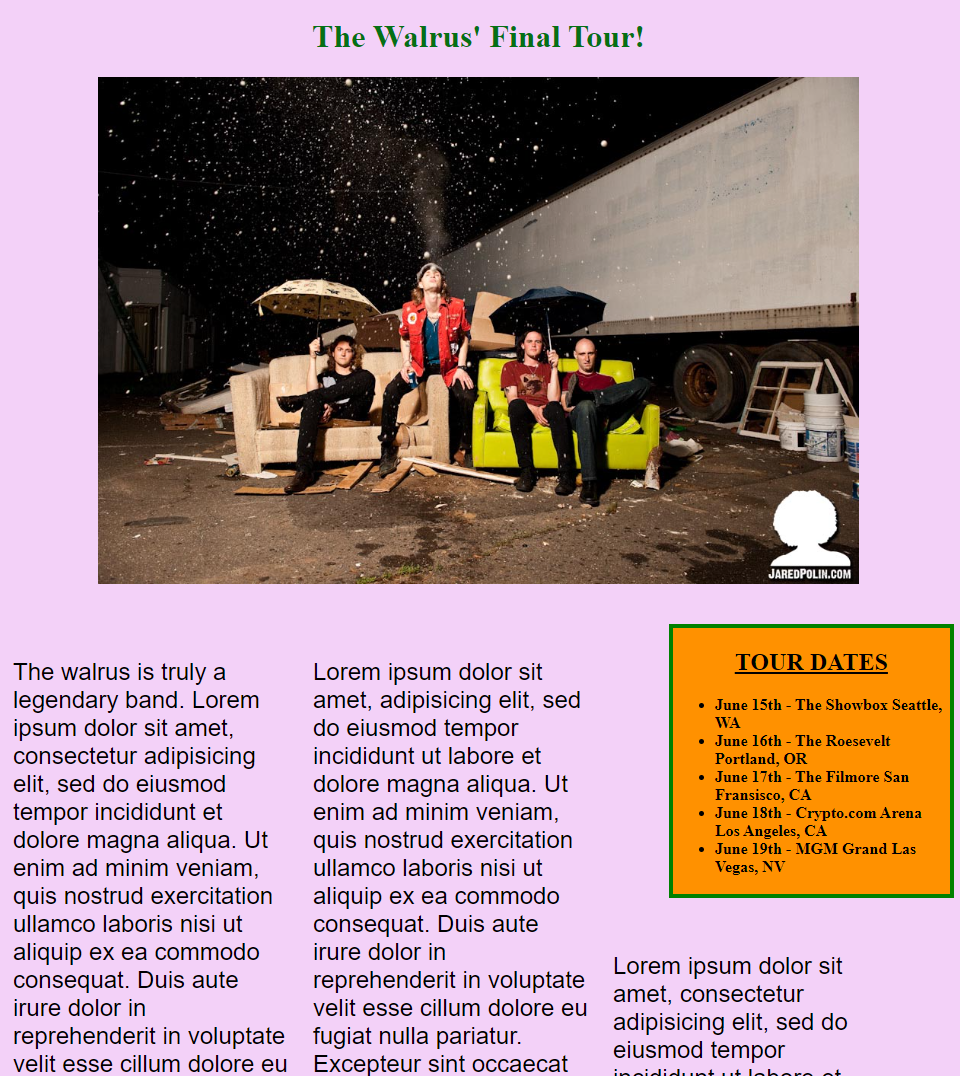 The Walrus' Final Tour!
JAREDPOLIN.COM
The walrus is truly a
legendary band. Lorem
ipsum dolor sit amet,
consectetur adipisicing
elit, sed do eiusmod
tempor incididunt et
dolore magna aliqua. Ut
enim ad minim veniam,
quis nostrud exercitation
ullamco laboris nisi ut
aliquip ex ea commodo
consequat. Duis aute
irure dolor in
reprehenderit in voluptate
velit esse cillum dolore eu
Lorem ipsum dolor sit
amet, adipisicing elit, sed
do eiusmod tempor
incididunt ut labore et
dolore magna aliqua. Ut
enim ad minim veniam,
quis nostrud exercitation
ullamco laboris nisi ut
aliquip ex ea commodo
consequat. Duis aute
irure dolor in
reprehenderit in voluptate
velit esse cillum dolore eu
fugiat nulla pariatur.
Excepteur sint occaecat
TOUR DATES
• June 15th - The Showbox Seattle,
WA
• June 16th - The Roesevelt
Portland, OR
• June 17th - The Filmore San
Fransisco, CA
• June 18th - Crypto.com Arena
Los Angeles, CA
• June 19th - MGM Grand Las
Vegas, NV
Lorem ipsum dolor sit
amet, consectetur
adipisicing elit, sed do
eiusmod tempor
incididunt ut labore et